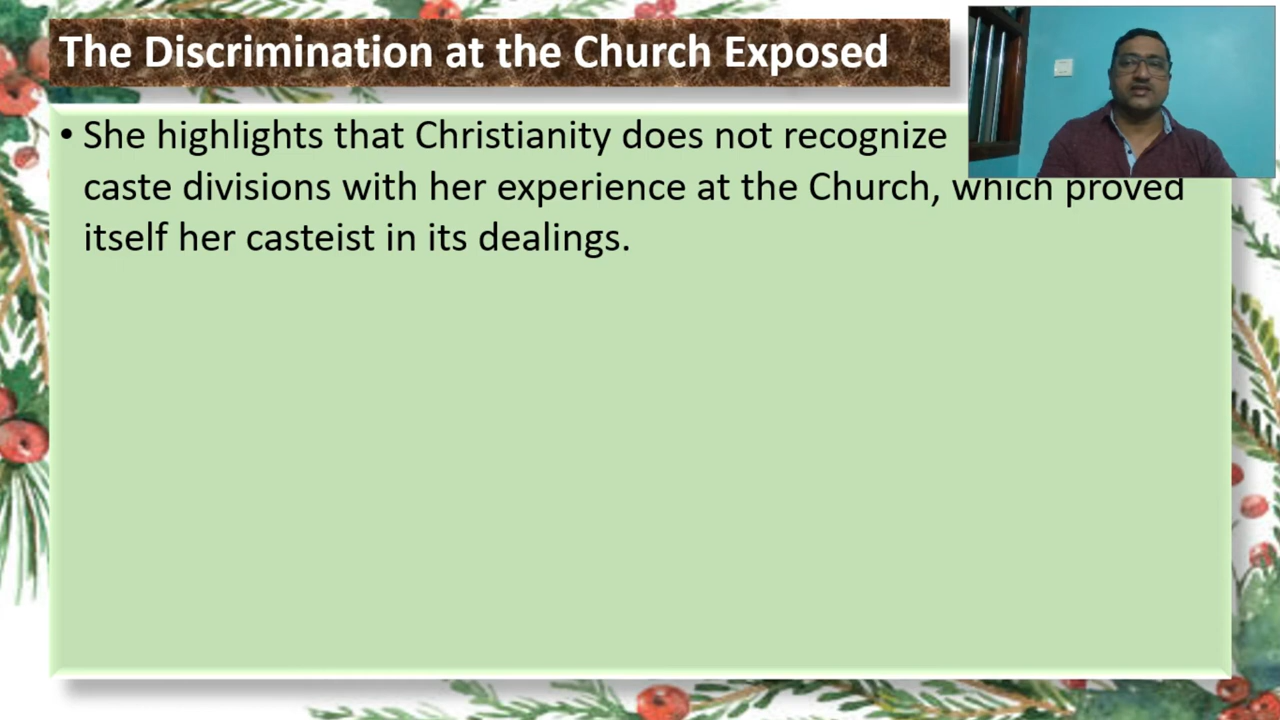 The Discrimination at the Church Exposed
• She highlights that Christianity does not recognize
caste divisions with her experience at the Church, which proved
itself her casteist in its dealings.